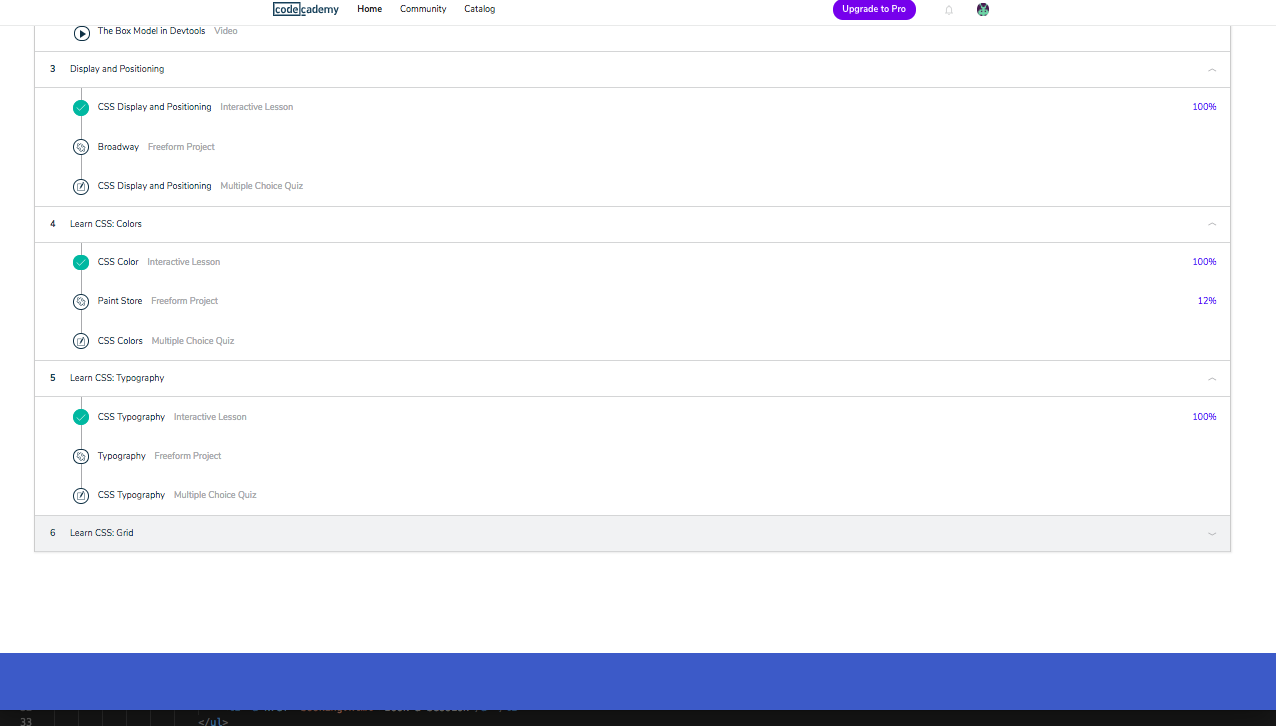 codecademy Home Community Catalog Upgrade to Pro
The Box Model in Devtools Video
3 Display and Positioning
CSS Display and Positioning Interactive Lesson 100%
Broadway Freeform Project
CSS Display and Positioning Multiple Choice Quiz
4 Learn CSS: Colors
CSS Color Interactive Lesson 100%
Paint Store Freeform Project 12%
CSS Colors Multiple Choice Quiz
5 Learn CSS: Typography
CSS Typography Interactive Lesson 100%
Typography Freeform Project
CSS Typography Multiple Choice Quiz
6 Learn CSS: Grid
33 </ul>